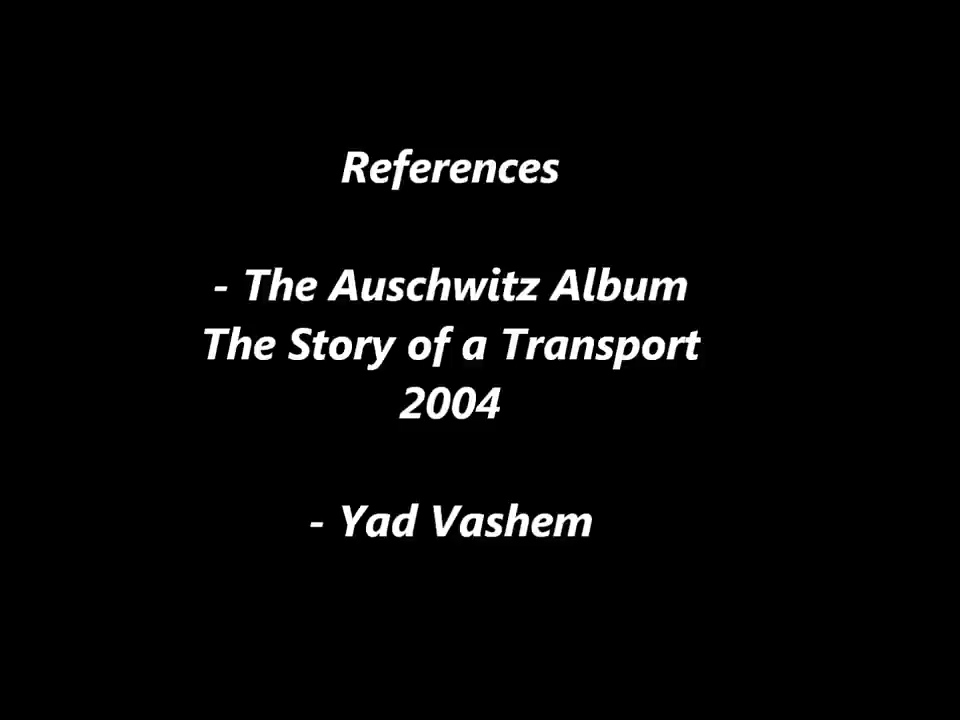 References
- The Auschwitz Album
The Story of a Transport
2004
- Yad Vashem